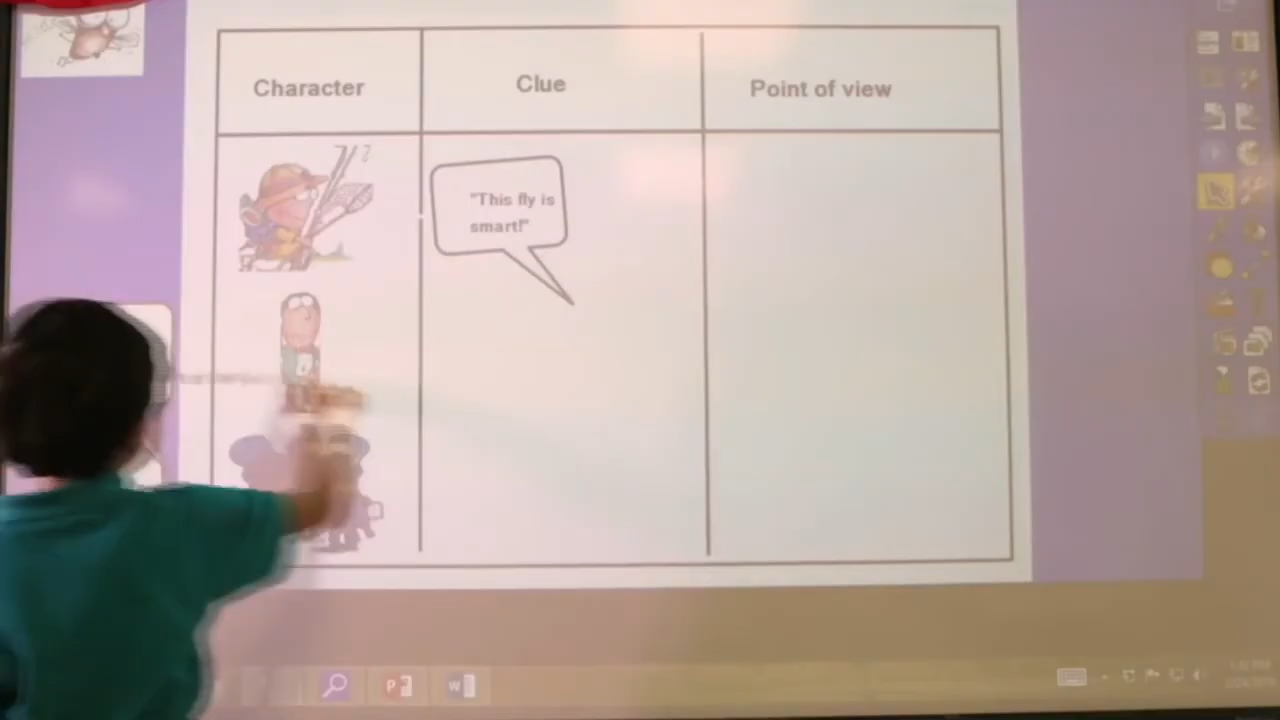 Character
Clue
Point of view
"This fly is
smart!"